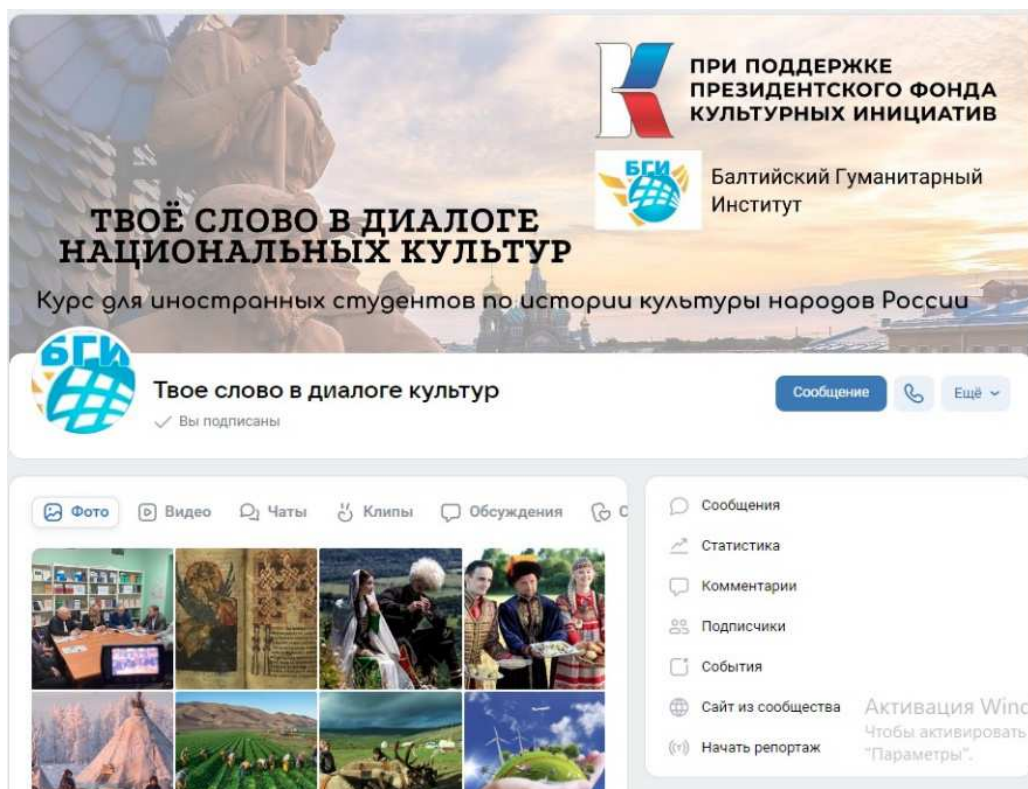 ПРИ ПОДДЕРЖКЕ
ПРЕЗИДЕНТСКОГО ФОНДА
КУЛЬТУРНЫХ ИНИЦИАТИВ
БГИ
Балтийский Гуманитарный
Институт
ТВОЁ СЛОВО В ДИАЛОГЕ
НАЦИОНАЛЬНЫХ КУЛЬТУР
Курс для иностранных студентов по истории культуры народов России
БГИ
Твое слово в диалоге культур
Вы подписаны
Сообщение
Ещё
Фото
Видео
Чаты
Клипы
Обсуждения
С
Сообщения
Статистика
Комментарии
Подписчики
События
Сайт из сообщества
Начать репортаж
Активация Wind
Чтобы активировать
"Параметры".